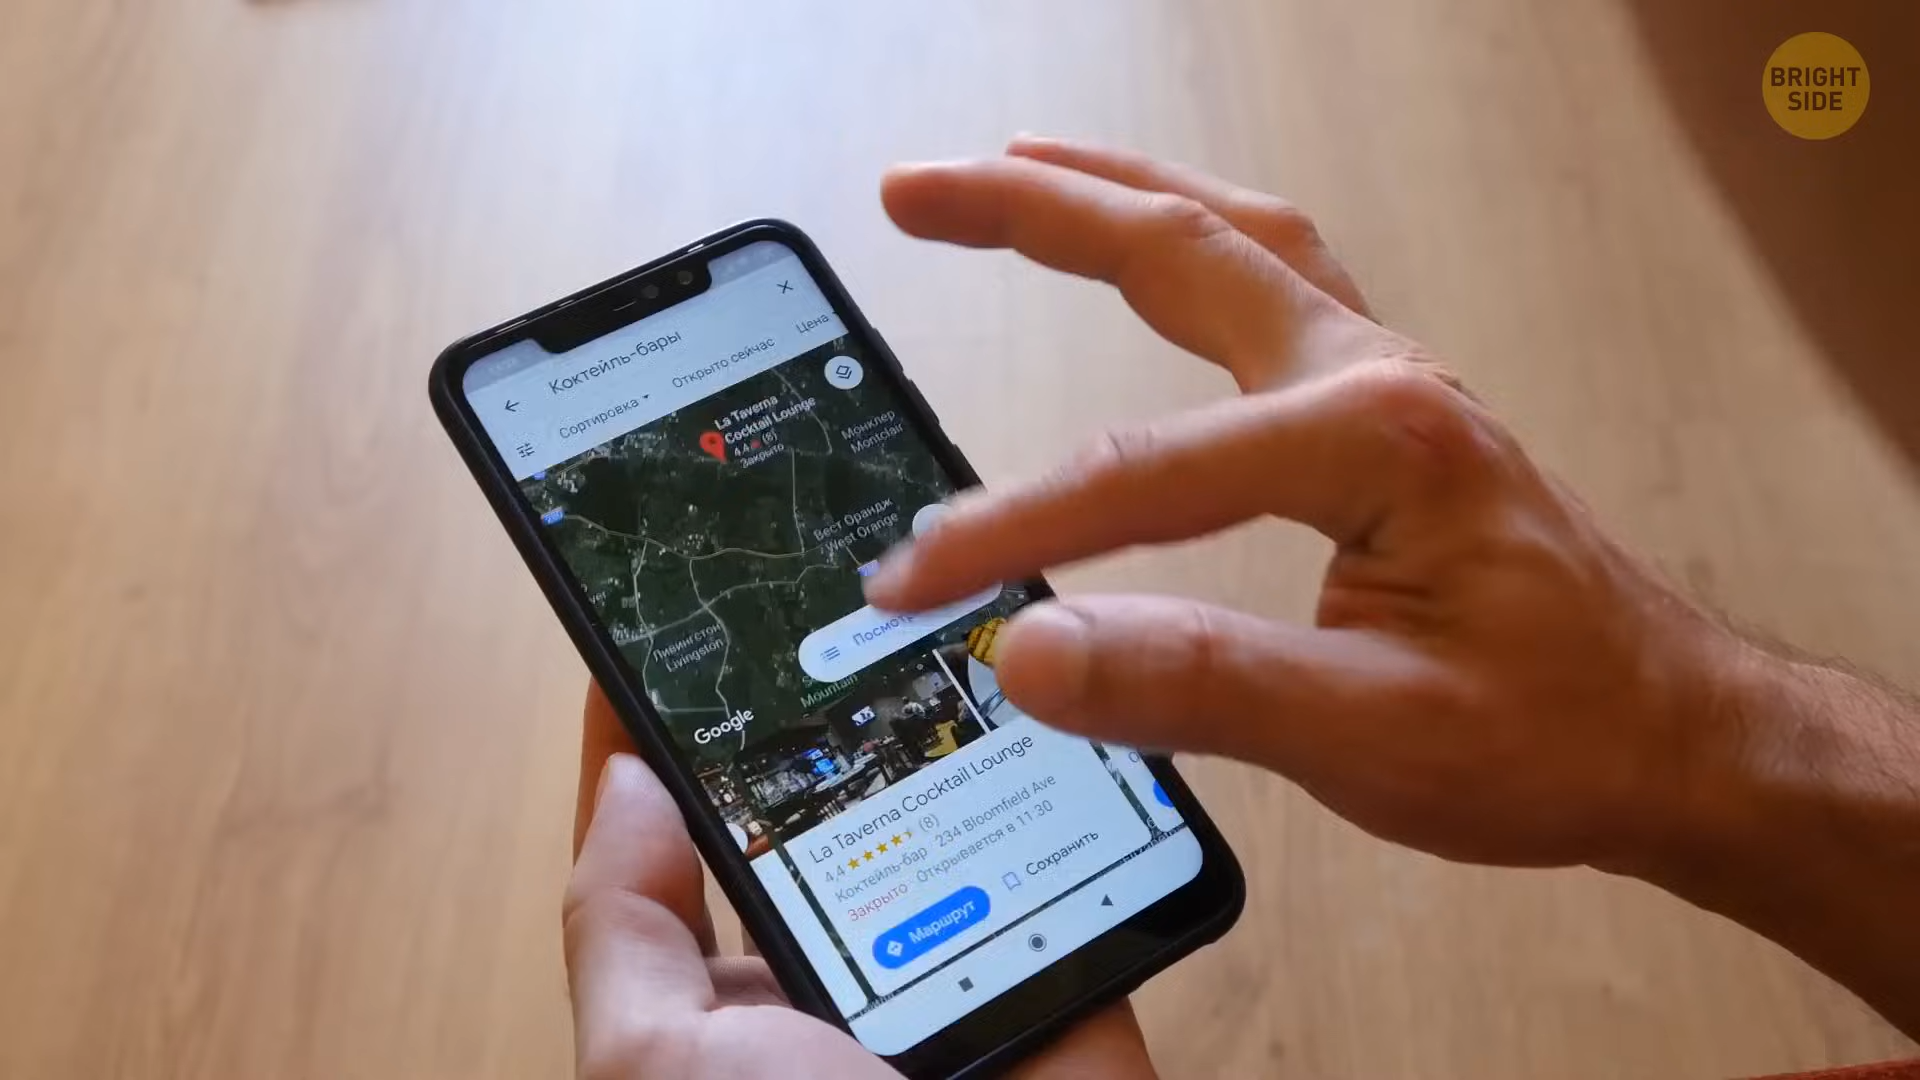 BRIGHT
SIDE
Коктейль-бары
Сортировка
Открыто сейчас
Цена
La Taverna
Cocktail Lounge
4,4 (8)
Закрыто
Монклер
Montclair
Вест Орандж
West Orange
Ливингстон
Livingston
Mountain
Google
La Taverna Cocktail Lounge
4,4 (8)
Коктейль-бар · 234 Bloomfield Ave
Закрыто · Открывается в 11:30
Маршрут
Сохранить